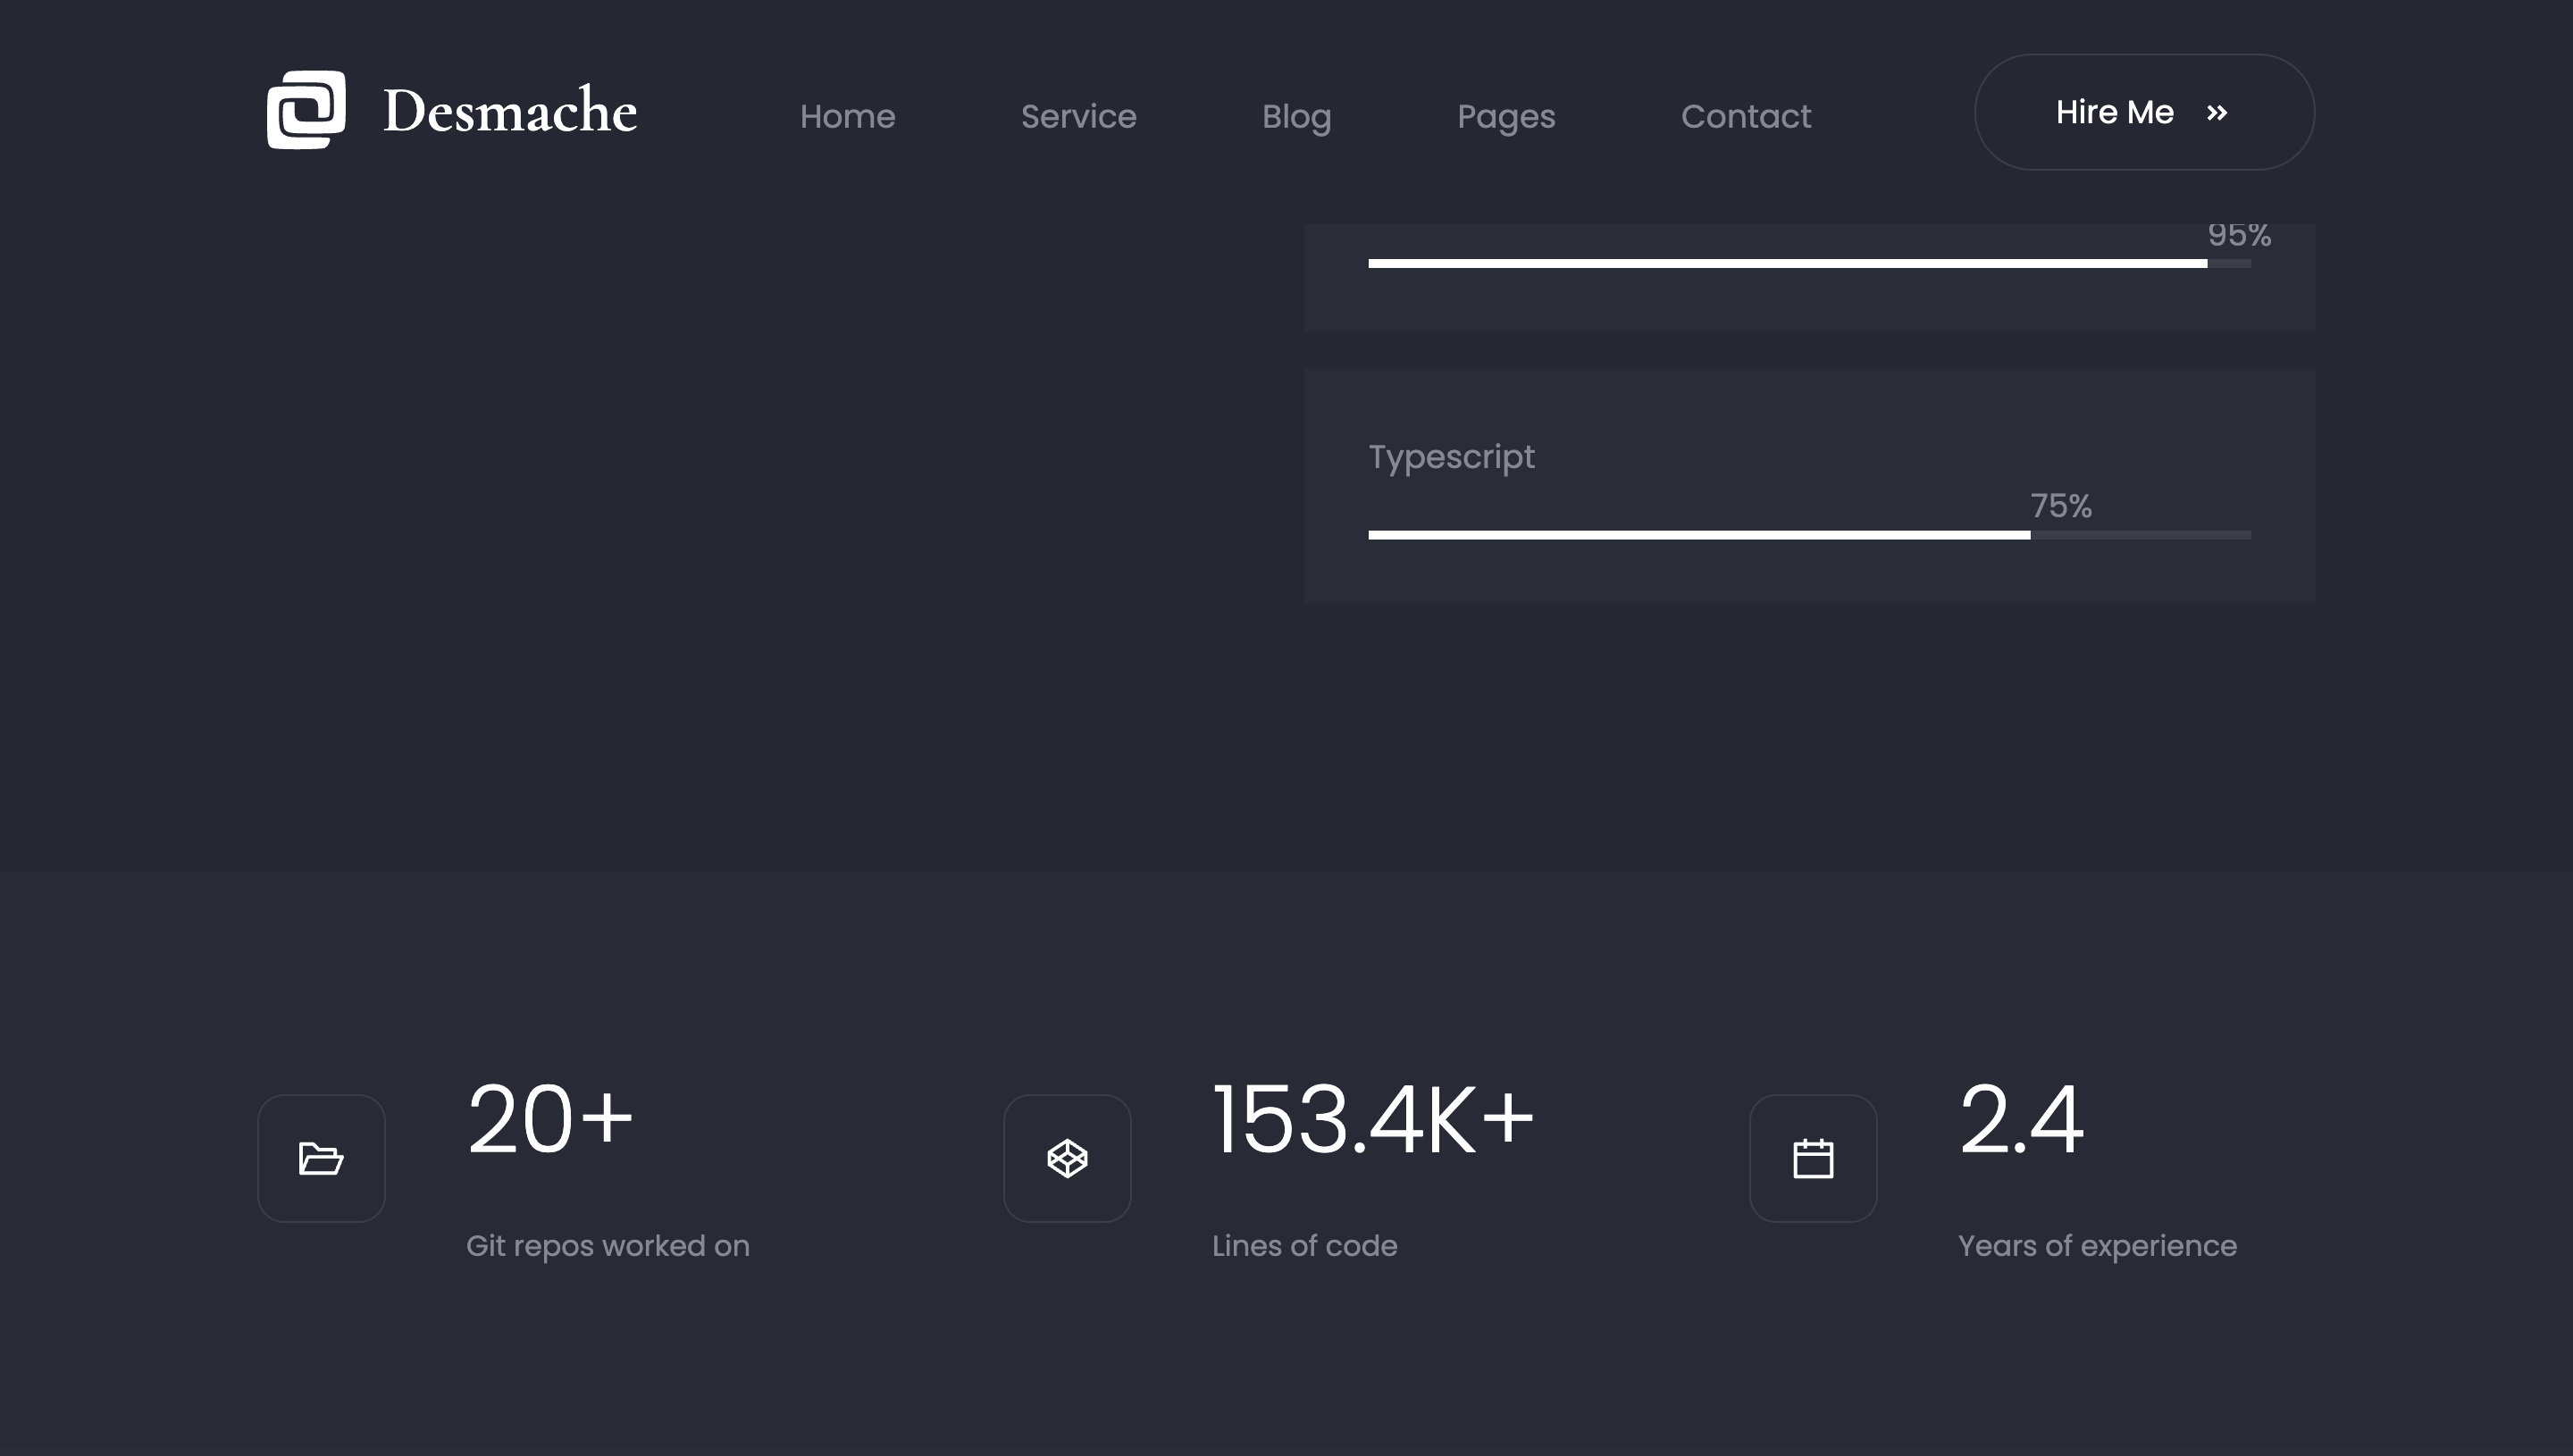 Desmache
Home
Service
Blog
Pages
Contact
Hire Me
95%
Typescript
75%
20+
Git repos worked on
153.4K+
Lines of code
2.4
Years of experience